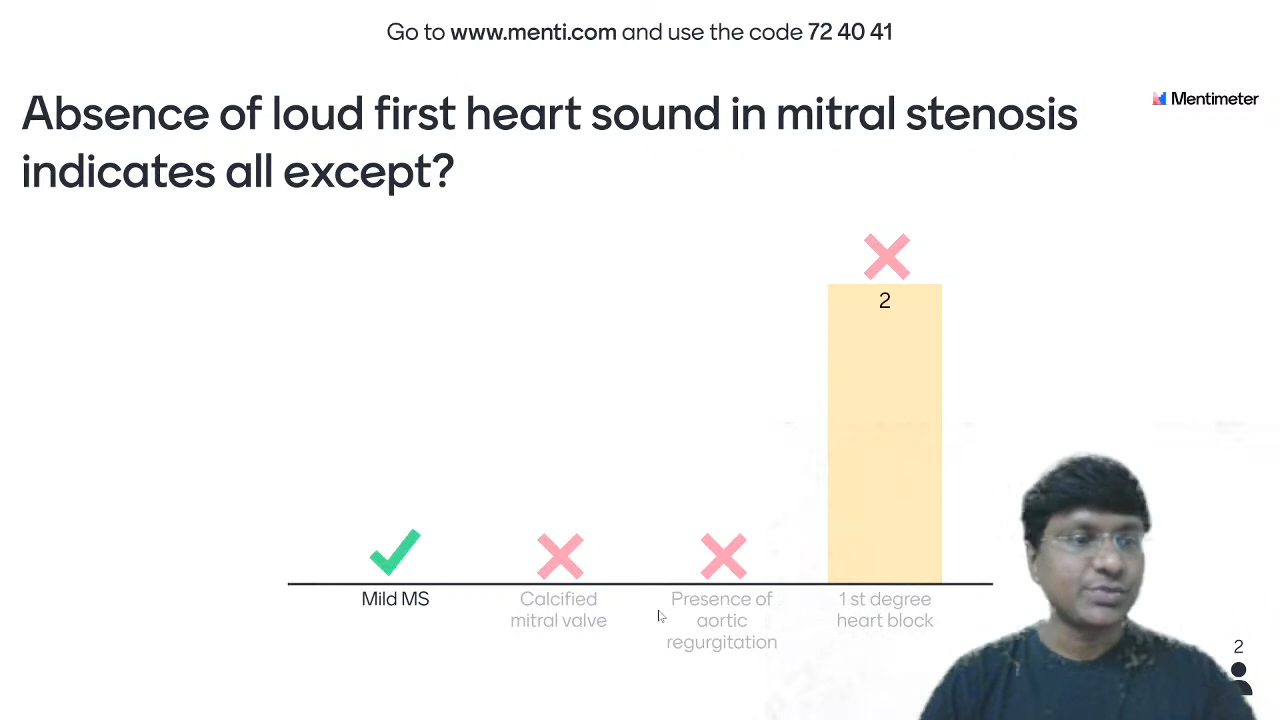 Go to www.menti.com and use the code 72 40 41
Absence of loud first heart sound in mitral stenosis
indicates all except?
Mentimeter
2
Mild MS
Calcified
mitral valve
Presence of
aortic
regurgitation
1 st degree
heart block
2